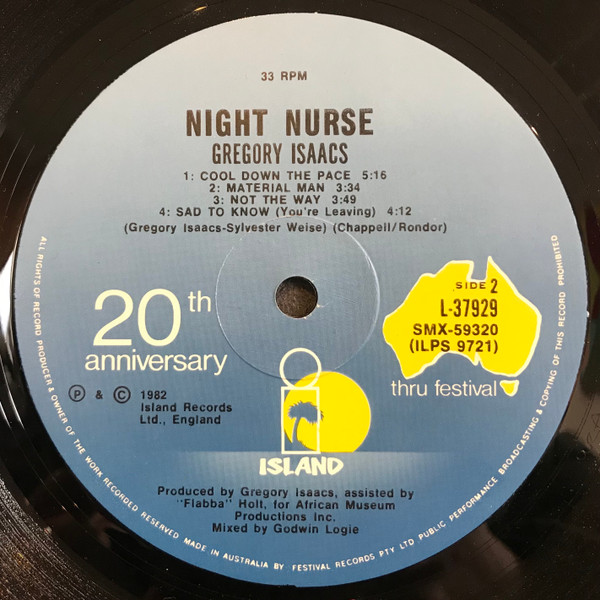 33 RPM
NIGHT NURSE
GREGORY ISAACS
1: COOL DOWN THE PACE 5:16
2: MATERIAL MAN 3:34
3: NOT THE WAY 3:49
4: SAD TO KNOW (You're Leaving) 4:12
(Gregory Isaacs-Sylvester Weise) (Chappell/Rondor)
20th
anniversary
SIDE 2
L-37929
SMX-59320
(ILPS 9721)
thru festival
Ⓟ & © 1982
Island Records
Ltd., England
ISLAND
Produced by Gregory Isaacs, assisted by
"Flabba" Holt, for African Museum
Productions Inc.
Mixed by Godwin Logie
ALL RIGHTS OF RECORD PRODUCER & OWNER OF THE WORK RECORDED RESERVED MADE IN AUSTRALIA BY FESTIVAL RECORDS PTY LTD PUBLIC PERFORMANCE BROADCASTING & COPYING OF THIS RECORD PROHIBITED